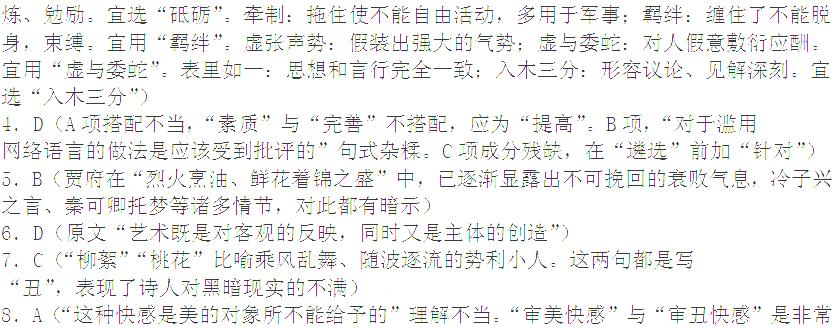 炼、勉励。宜选“砥砺”。牵制：拖住使不能自由活动，多用于军事；羁绊：缠住了不能脱
身，束缚。宜用“羁绊”。虚张声势：假装出强大的气势；虚与委蛇：对人假意敷衍应酬。
宜用“虚与委蛇”。表里如一：思想和言行完全一致；入木三分：形容议论、见解深刻。宜
选“入木三分”）
4．D（A项搭配不当，“素质”与“完善”不搭配，应为“提高”。B项，“对于滥用
网络语言的做法是应该受到批评的”句式杂糅。C项成分残缺，在“遴选”前加“针对”）
5．B（贾府在“烈火烹油、鲜花着锦之盛”中，已逐渐显露出不可挽回的衰败气息，冷子兴
之言、秦可卿托梦等诸多情节，对此都有暗示）
6．D（原文“艺术既是对客观的反映，同时又是主体的创造”）
7．C（“柳絮”“桃花”比喻乘风乱舞、随波逐流的势利小人。这两句都是写
“丑”，表现了诗人对黑暗现实的不满）
8．A（“这种快感是美的对象所不能给予的”理解不当。“审美快感”与“审丑快感”是非常